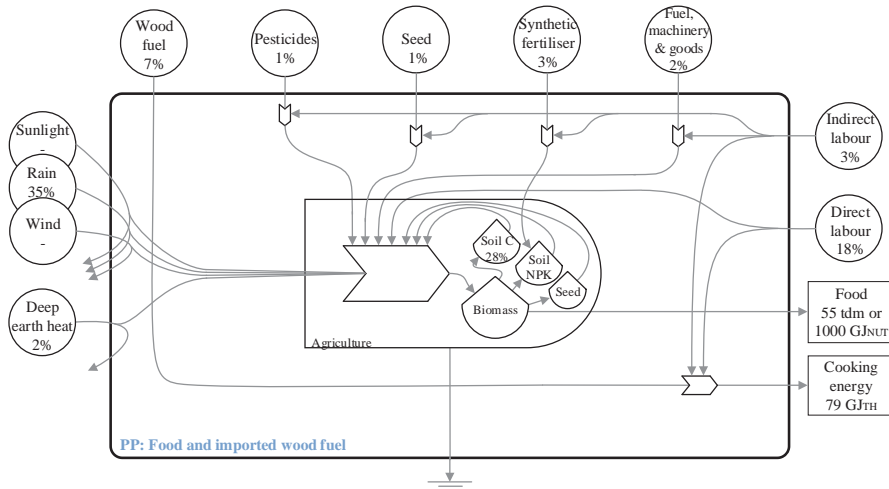 Wood
fuel
7%
Pesticides
1%
Seed
1%
Synthetic
fertiliser
3%
Fuel,
machinery
& goods
2%
Sunlight
-
Rain
35%
Wind
-
Deep
earth heat
2%
Indirect
labour
3%
Direct
labour
18%
Soil C
28%
Soil
NPK
Seed
Biomass
Agriculture
Food
55 tdm or
1000 GJNUT
Cooking
energy
79 GJTH
PP: Food and imported wood fuel